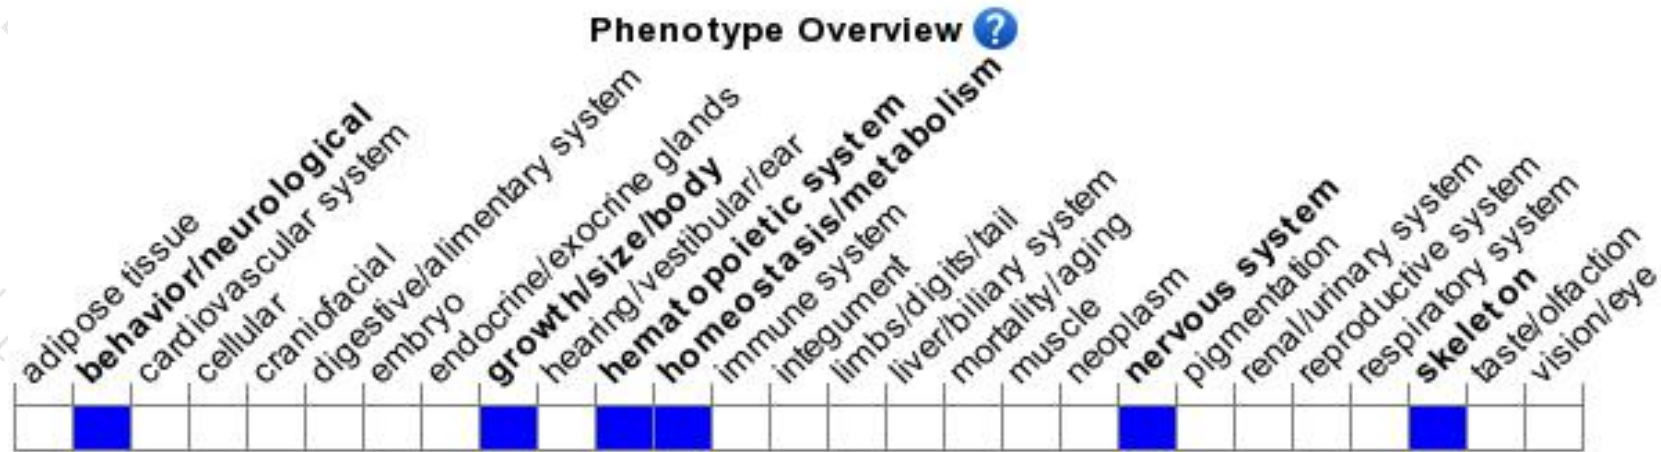 Phenotype Overview ?
adipose tissue
behavior/neurological
cardiovascular system
cellular
craniofacial
digestive/alimentary system
embryo
endocrine/exocrine glands
growth/size/body
hearing/vestibular/ear
hematopoietic system
homeostasis/metabolism
immune system
integument
limbs/digits/tail
liver/biliary system
mortality/aging
muscle
neoplasm
nervous system
pigmentation
renal/urinary system
reproductive system
respiratory system
skeleton
taste/olfaction
vision/eye